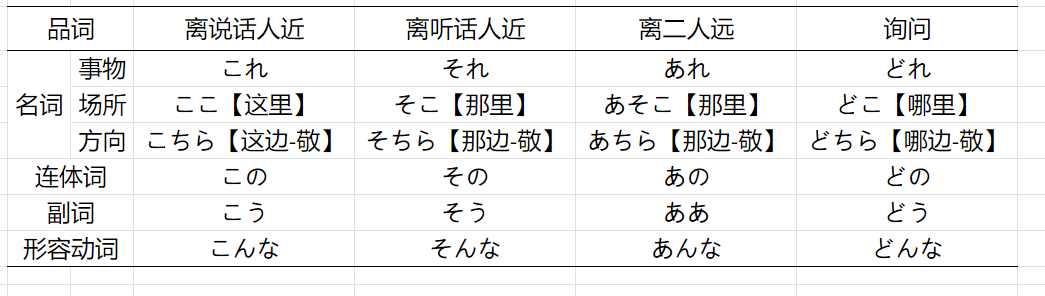 品词 离说话人近 离听话人近 离二人远 询问
名词 事物 これ それ あれ どれ
场所 ここ【这里】 そこ【那里】 あそこ【那里】 どこ【哪里】
方向 こちら【这边-敬】 そちら【那边-敬】 あちら【那边-敬】 どちら【哪边-敬】
连体词 この その あの どの
副词 こう そう ああ どう
形容动词 こんな そんな あんな どんな